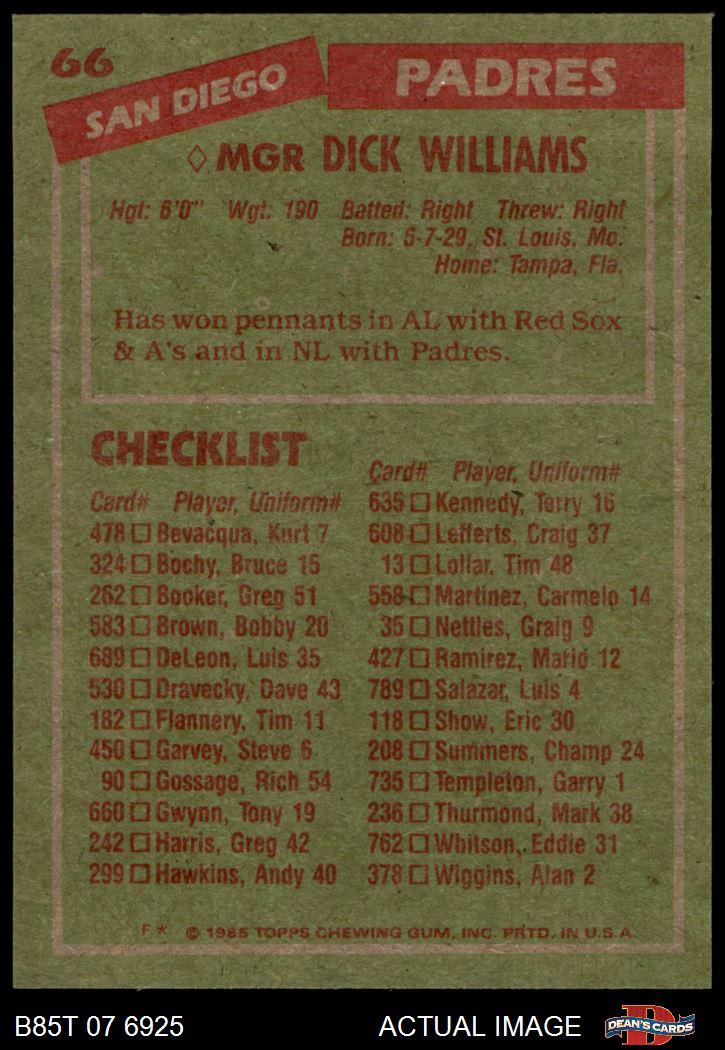 66
SAN DIEGO PADRES
◇ MGR DICK WILLIAMS
Hgt: 6'0" Wgt: 190 Batted: Right Threw: Right
Born: 5-7-29, St. Louis, Mo.
Home: Tampa, Fla.
Has won pennants in AL with Red Sox
& A's and in NL with Padres.
CHECKLIST
Card# Player, Uniform#
478 □ Bevacqua, Kurt 7
324 □ Bochy, Bruce 15
262 □ Booker, Greg 51
583 □ Brown, Bobby 20
689 □ DeLeon, Luis 35
530 □ Dravecky, Dave 43
182 □ Flannery, Tim 11
450 □ Garvey, Steve 6
90 □ Gossage, Rich 54
660 □ Gwynn, Tony 19
242 □ Harris, Greg 42
299 □ Hawkins, Andy 40
Card# Player, Uniform#
635 □ Kennedy, Terry 16
608 □ Lefferts, Craig 37
13 □ Lollar, Tim 48
558 □ Martinez, Carmelo 14
35 □ Nettles, Graig 9
427 □ Ramirez, Mario 12
789 □ Salazar, Luis 4
118 □ Show, Eric 30
208 □ Summers, Champ 24
735 □ Templeton, Garry 1
236 □ Thurmond, Mark 38
762 □ Whitson, Eddie 31
378 □ Wiggins, Alan 2
F* © 1985 TOPPS CHEWING GUM, INC. PRTD. IN U.S.A.
B85T 07 6925 ACTUAL IMAGE
D
DEAN'S CARDS